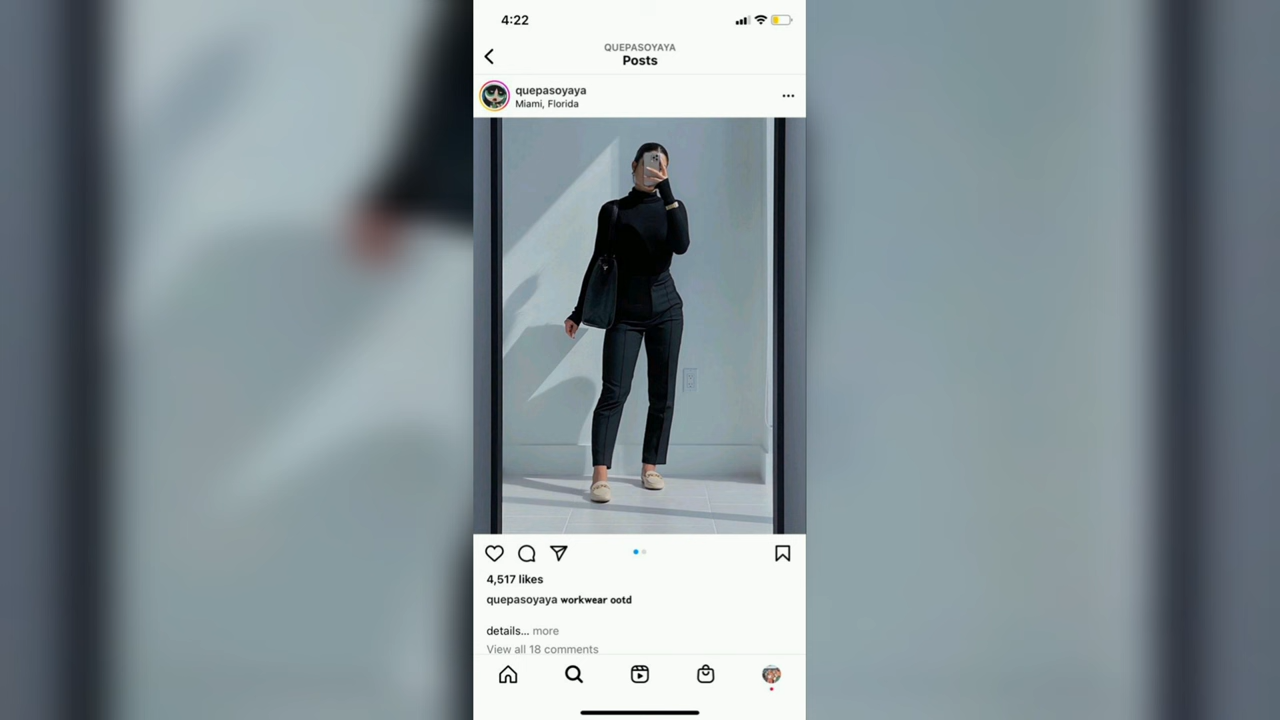 4:22
QUEPASOYAYA
Posts
quepasoyaya
Miami, Florida
4,517 likes
quepasoyaya workwear ootd
details... more
View all 18 comments